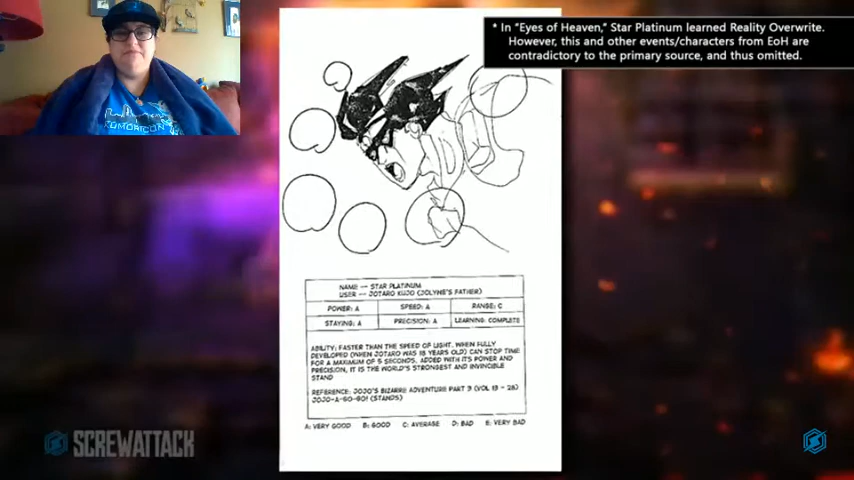 * In "Eyes of Heaven," Star Platinum learned Reality Overwrite.
However, this and other events/characters from EoH are
contradictory to the primary source, and thus omitted.
KUMORICON
NAME -- STAR PLATINUM
USER -- JOTARO KUJO (JOLYNE'S FATHER)
POWER: A SPEED: A RANGE: C
STAYING: A PRECISION: A LEARNING: COMPLETE
ABILITY: FASTER THAN THE SPEED OF LIGHT. WHEN FULLY
DEVELOPED (WHEN JOTARO WAS 18 YEARS OLD) CAN STOP TIME
FOR A MAXIMUM OF 5 SECONDS. ADDED WITH ITS POWER AND
PRECISION, IT IS THE WORLD'S STRONGEST AND INVINCIBLE
STAND
REFERENCE: JOJO'S BIZARRE ADVENTURE PART 3 (VOL 13 - 28)
JOJO-A-GO-GO! (STANDS)
A: VERY GOOD B: GOOD C: AVERAGE D: BAD E: VERY BAD
SCREWATTACK